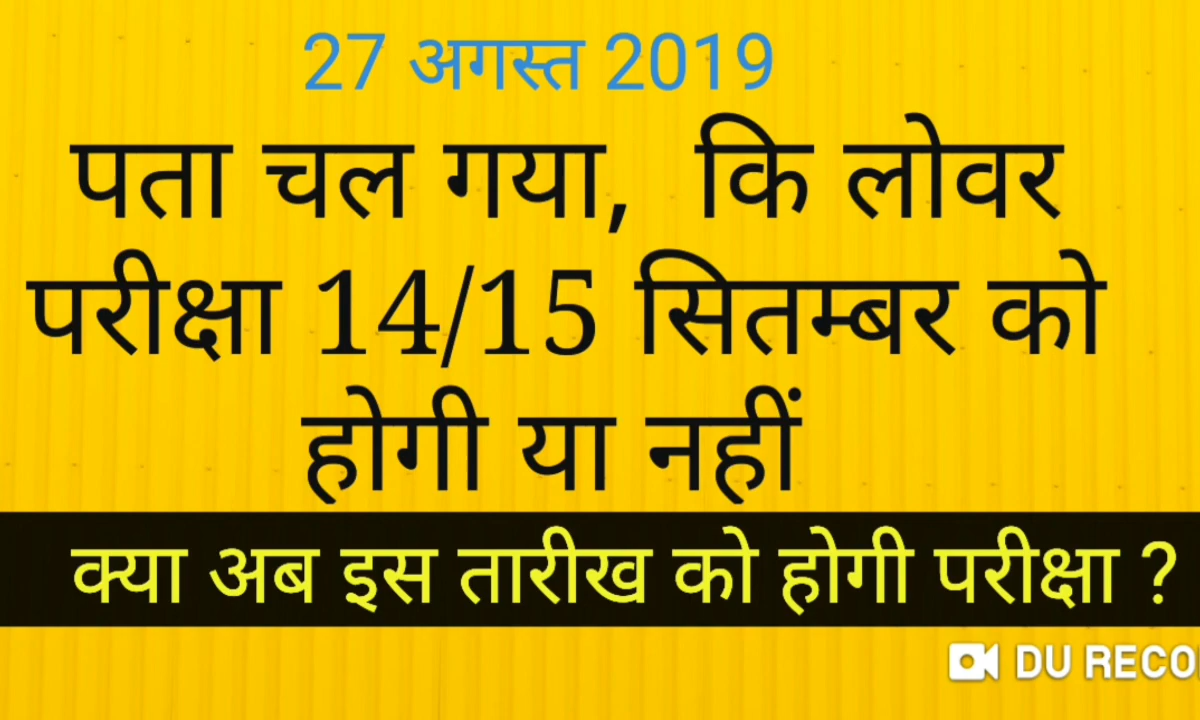 27 अगस्त 2019
पता चल गया, कि लोवर
परीक्षा 14/15 सितम्बर को
होगी या नहीं
क्या अब इस तारीख को होगी परीक्षा ?
DU RECO